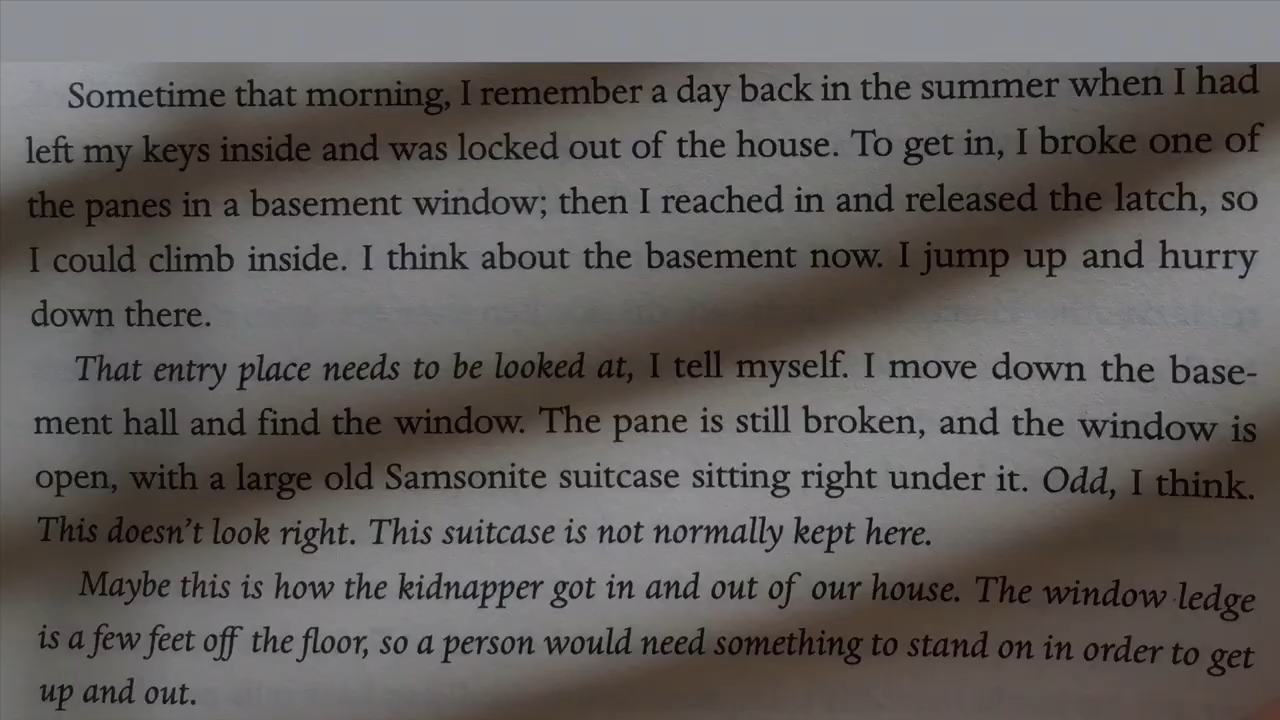 Sometime that morning, I remember a day back in the summer when I had
left my keys inside and was locked out of the house. To get in, I broke one of
the panes in a basement window; then I reached in and released the latch, so
I could climb inside. I think about the basement now. I jump up and hurry
down there.
That entry place needs to be looked at, I tell myself. I move down the base-
ment hall and find the window. The pane is still broken, and the window is
open, with a large old Samsonite suitcase sitting right under it. Odd, I think.
This doesn't look right. This suitcase is not normally kept here.
Maybe this is how the kidnapper got in and out of our house. The window ledge
is a few feet off the floor, so a person would need something to stand on in order to get
up and out.